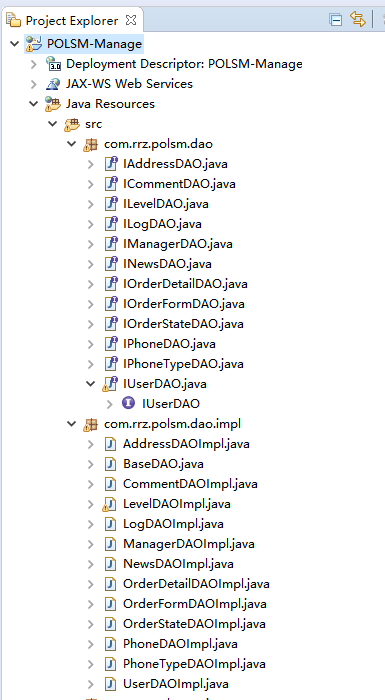 Project Explorer
POLSM-Manage
3.0 Deployment Descriptor: POLSM-Manage
JAX-WS Web Services
Java Resources
src
com.rrz.polsm.dao
IAddressDAO.java
ICommentDAO.java
ILevelDAO.java
ILogDAO.java
IManagerDAO.java
INewsDAO.java
IOrderDetailDAO.java
IOrderFormDAO.java
IOrderStateDAO.java
IPhoneDAO.java
IPhoneTypeDAO.java
IUserDAO.java
IUserDAO
com.rrz.polsm.dao.impl
AddressDAOImpl.java
BaseDAO.java
CommentDAOImpl.java
LevelDAOImpl.java
LogDAOImpl.java
ManagerDAOImpl.java
NewsDAOImpl.java
OrderDetailDAOImpl.java
OrderFormDAOImpl.java
OrderStateDAOImpl.java
PhoneDAOImpl.java
PhoneTypeDAOImpl.java
UserDAOImpl.java